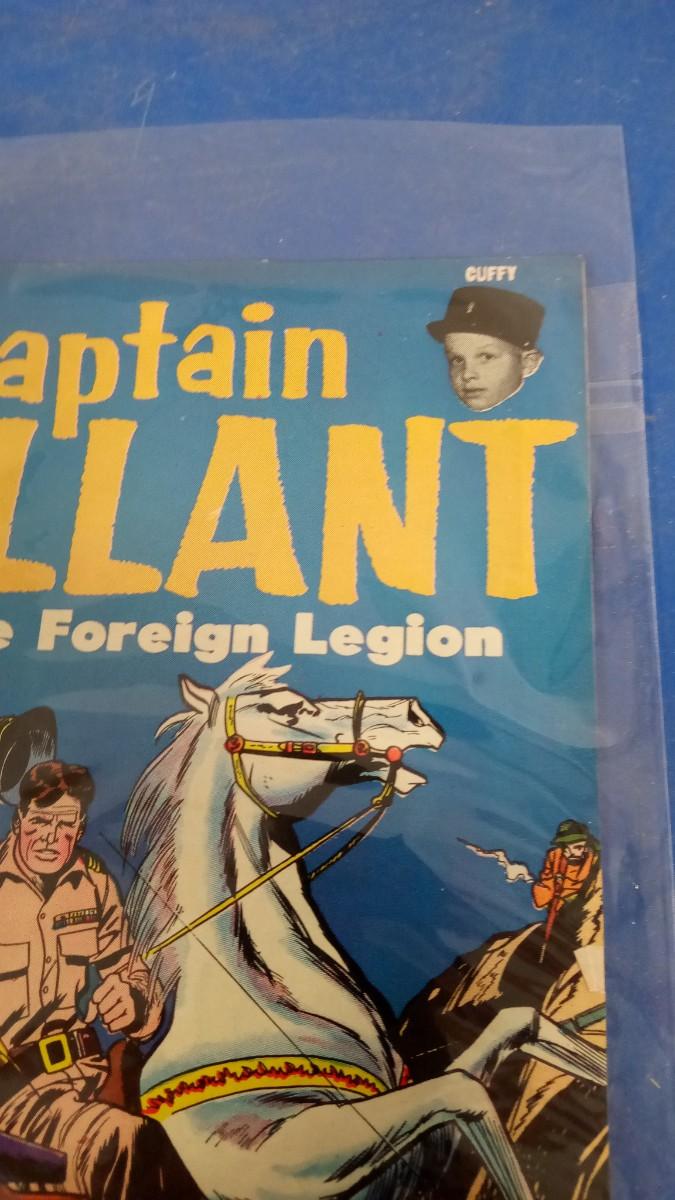 CUFFY
aptain
LLANT
e Foreign Legion